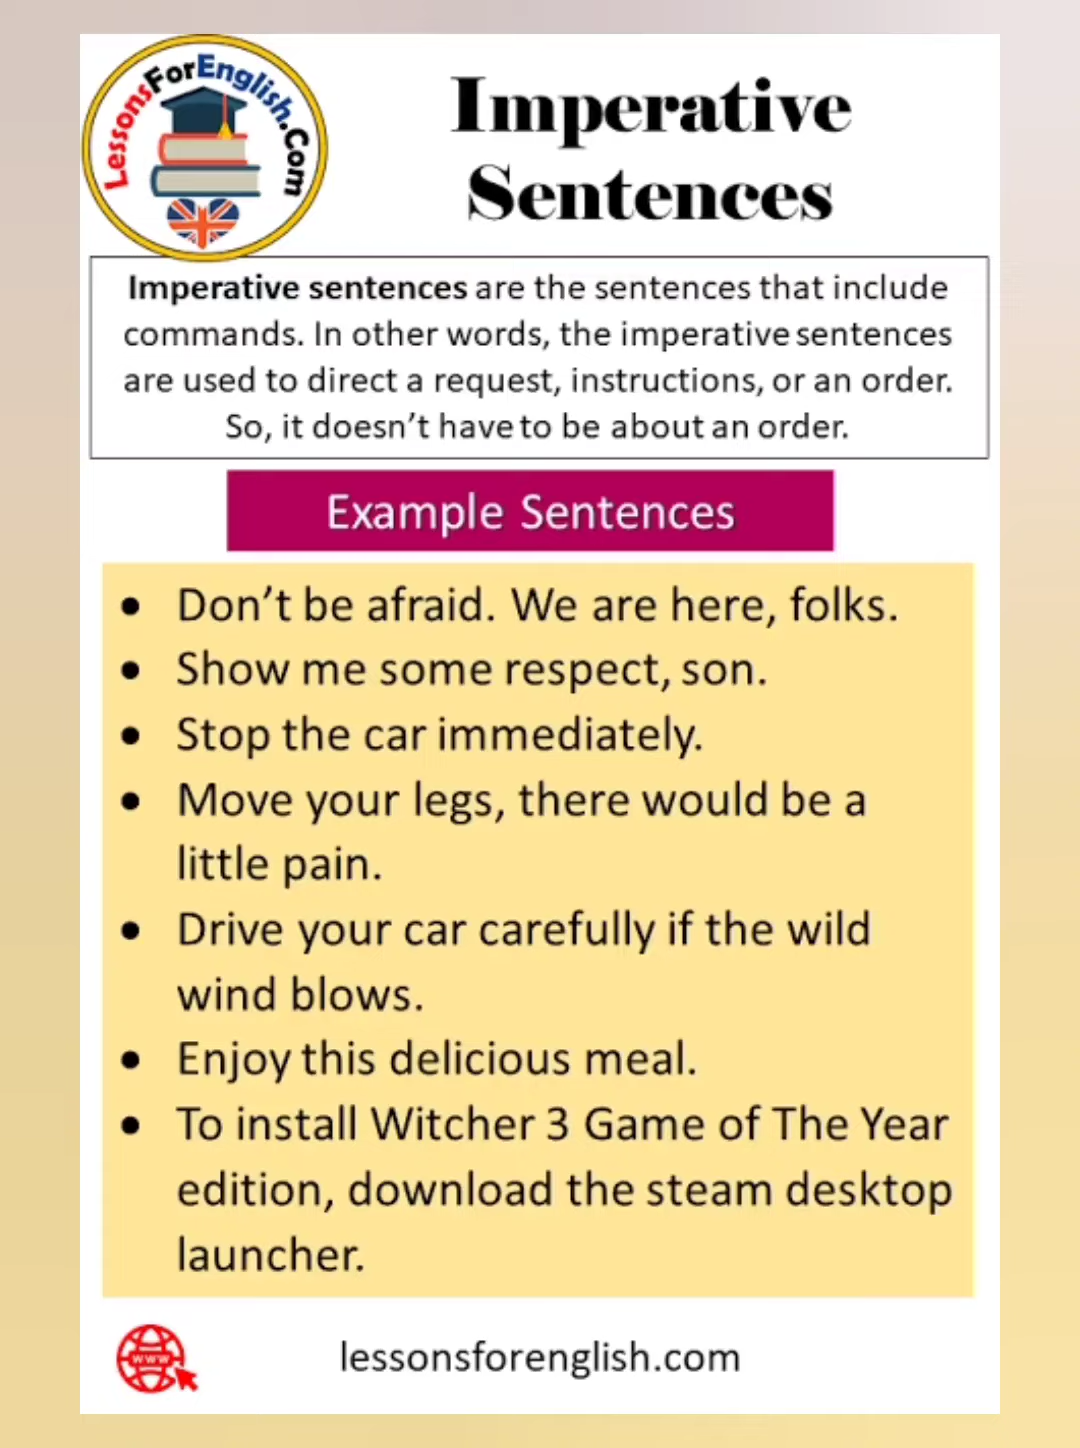 LessonsForEnglish.Com
Imperative
Sentences
Imperative sentences are the sentences that include
commands. In other words, the imperative sentences
are used to direct a request, instructions, or an order.
So, it doesn't have to be about an order.
Example Sentences
• Don't be afraid. We are here, folks.
• Show me some respect, son.
• Stop the car immediately.
• Move your legs, there would be a
little pain.
• Drive your car carefully if the wild
wind blows.
• Enjoy this delicious meal.
• To install Witcher 3 Game of The Year
edition, download the steam desktop
launcher.
www
lessonsforenglish.com